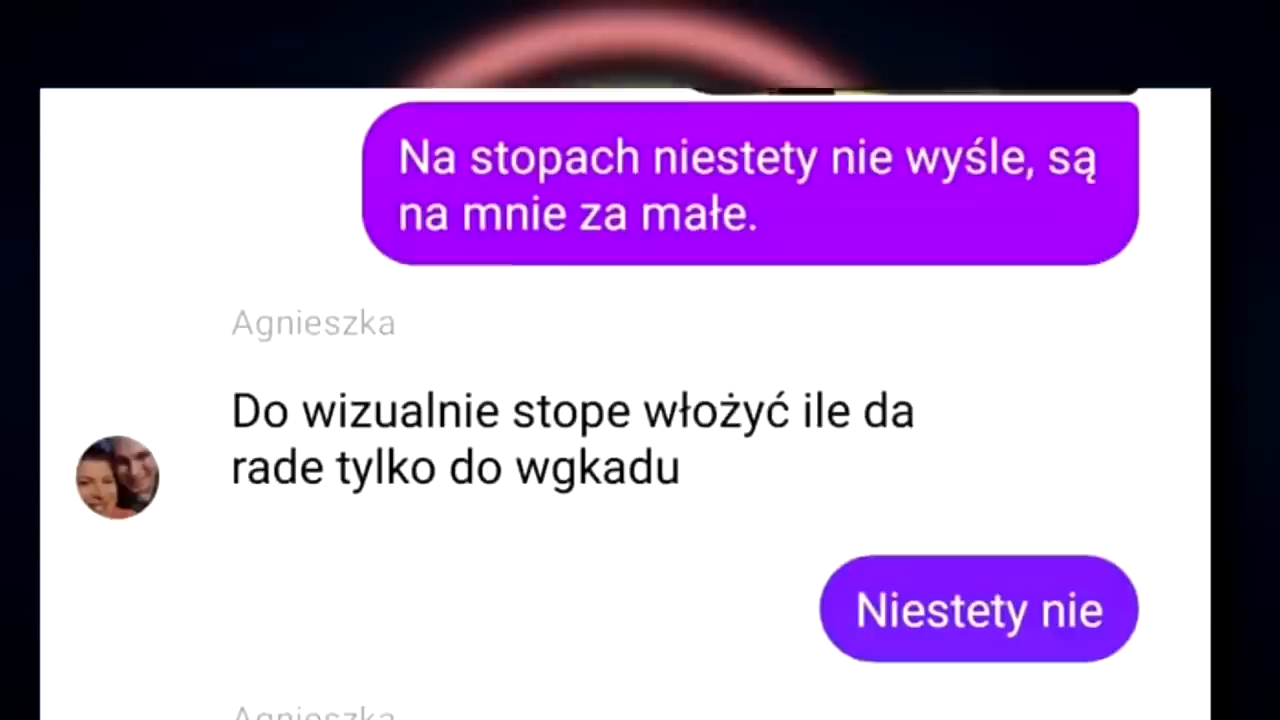 Na stopach niestety nie wyśle, są
na mnie za małe.
Agnieszka
Do wizualnie stope włożyć ile da
rade tylko do wgkadu
Niestety nie
Agnieszka